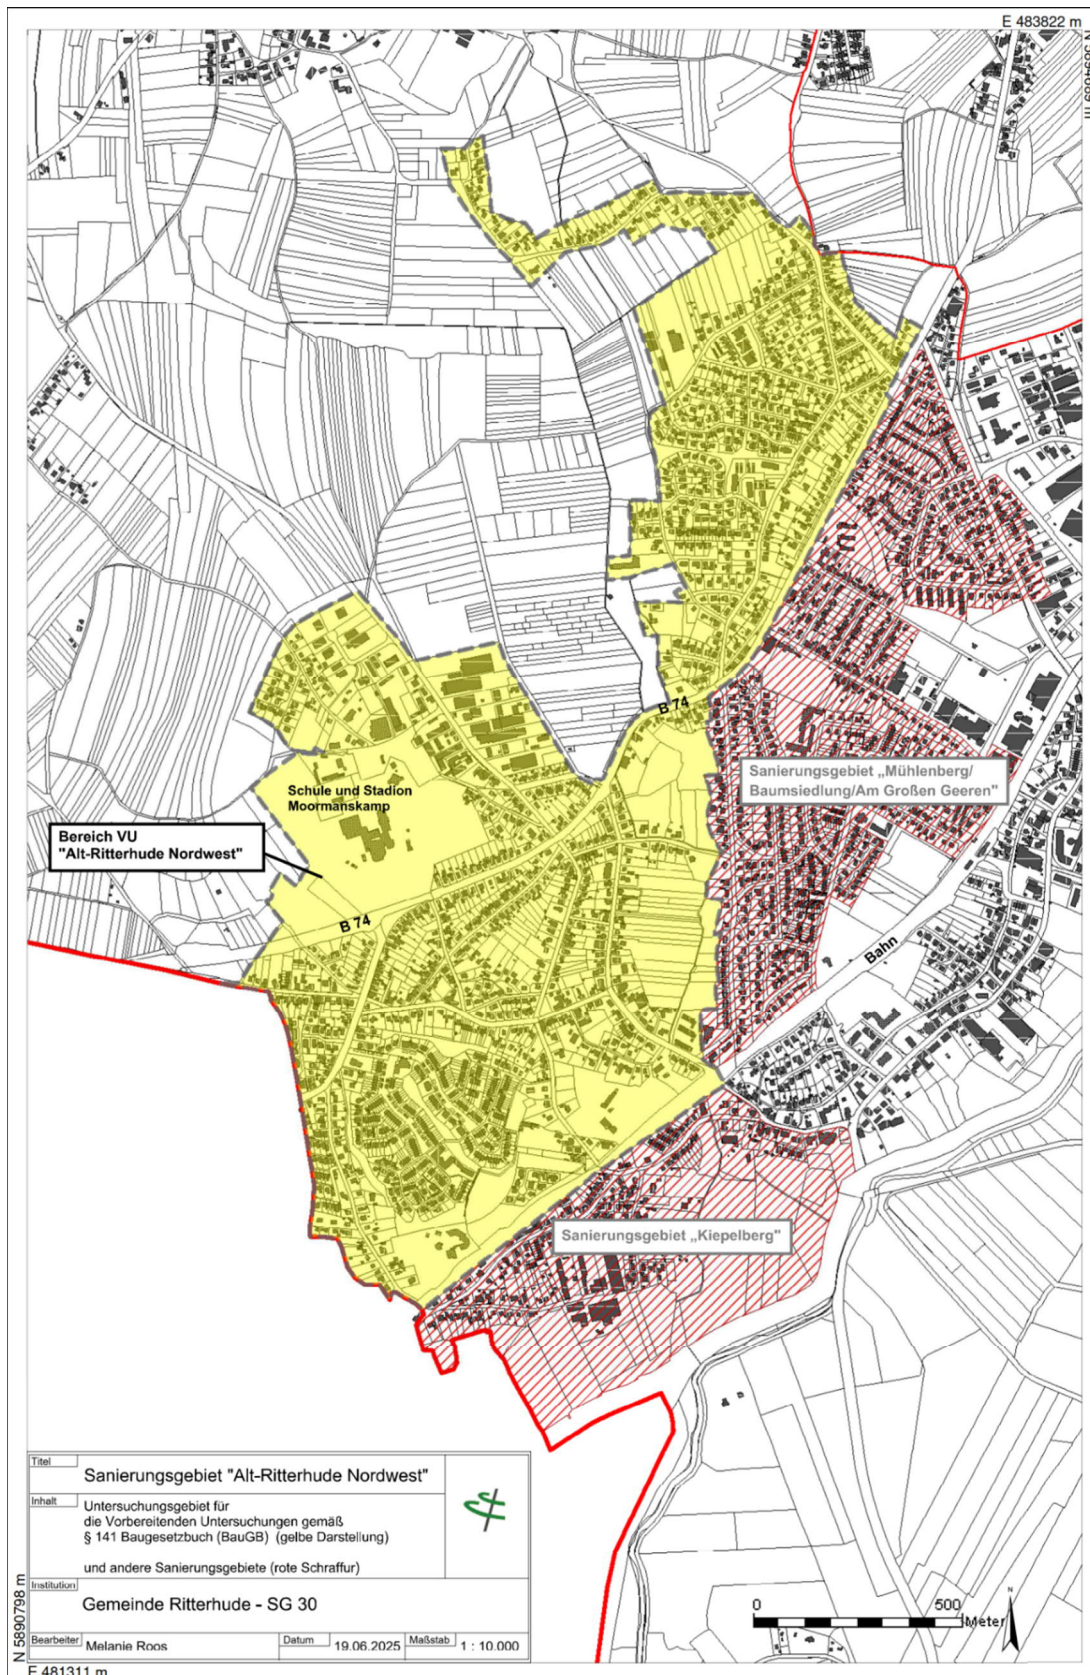 E 483822 m
B 74
Sanierungsgebiet „Mühlenberg/
Baumsiedlung/Am Großen Geeren"
Schule und Stadion
Moormanskamp
Bereich VU
"Alt-Ritterhude Nordwest"
B 74
Bahn
Sanierungsgebiet „Kiepelberg"
Titel
Sanierungsgebiet "Alt-Ritterhude Nordwest"
Inhalt
Untersuchungsgebiet für
die Vorbereitenden Untersuchungen gemäß
§ 141 Baugesetzbuch (BauGB) (gelbe Darstellung)
und andere Sanierungsgebiete (rote Schraffur)
Institution
Gemeinde Ritterhude - SG 30
Bearbeiter Melanie Roos
Datum 19.06.2025
Maßstab 1 : 10.000
0 500
Meter
N
N 5890798 m
E 481311 m